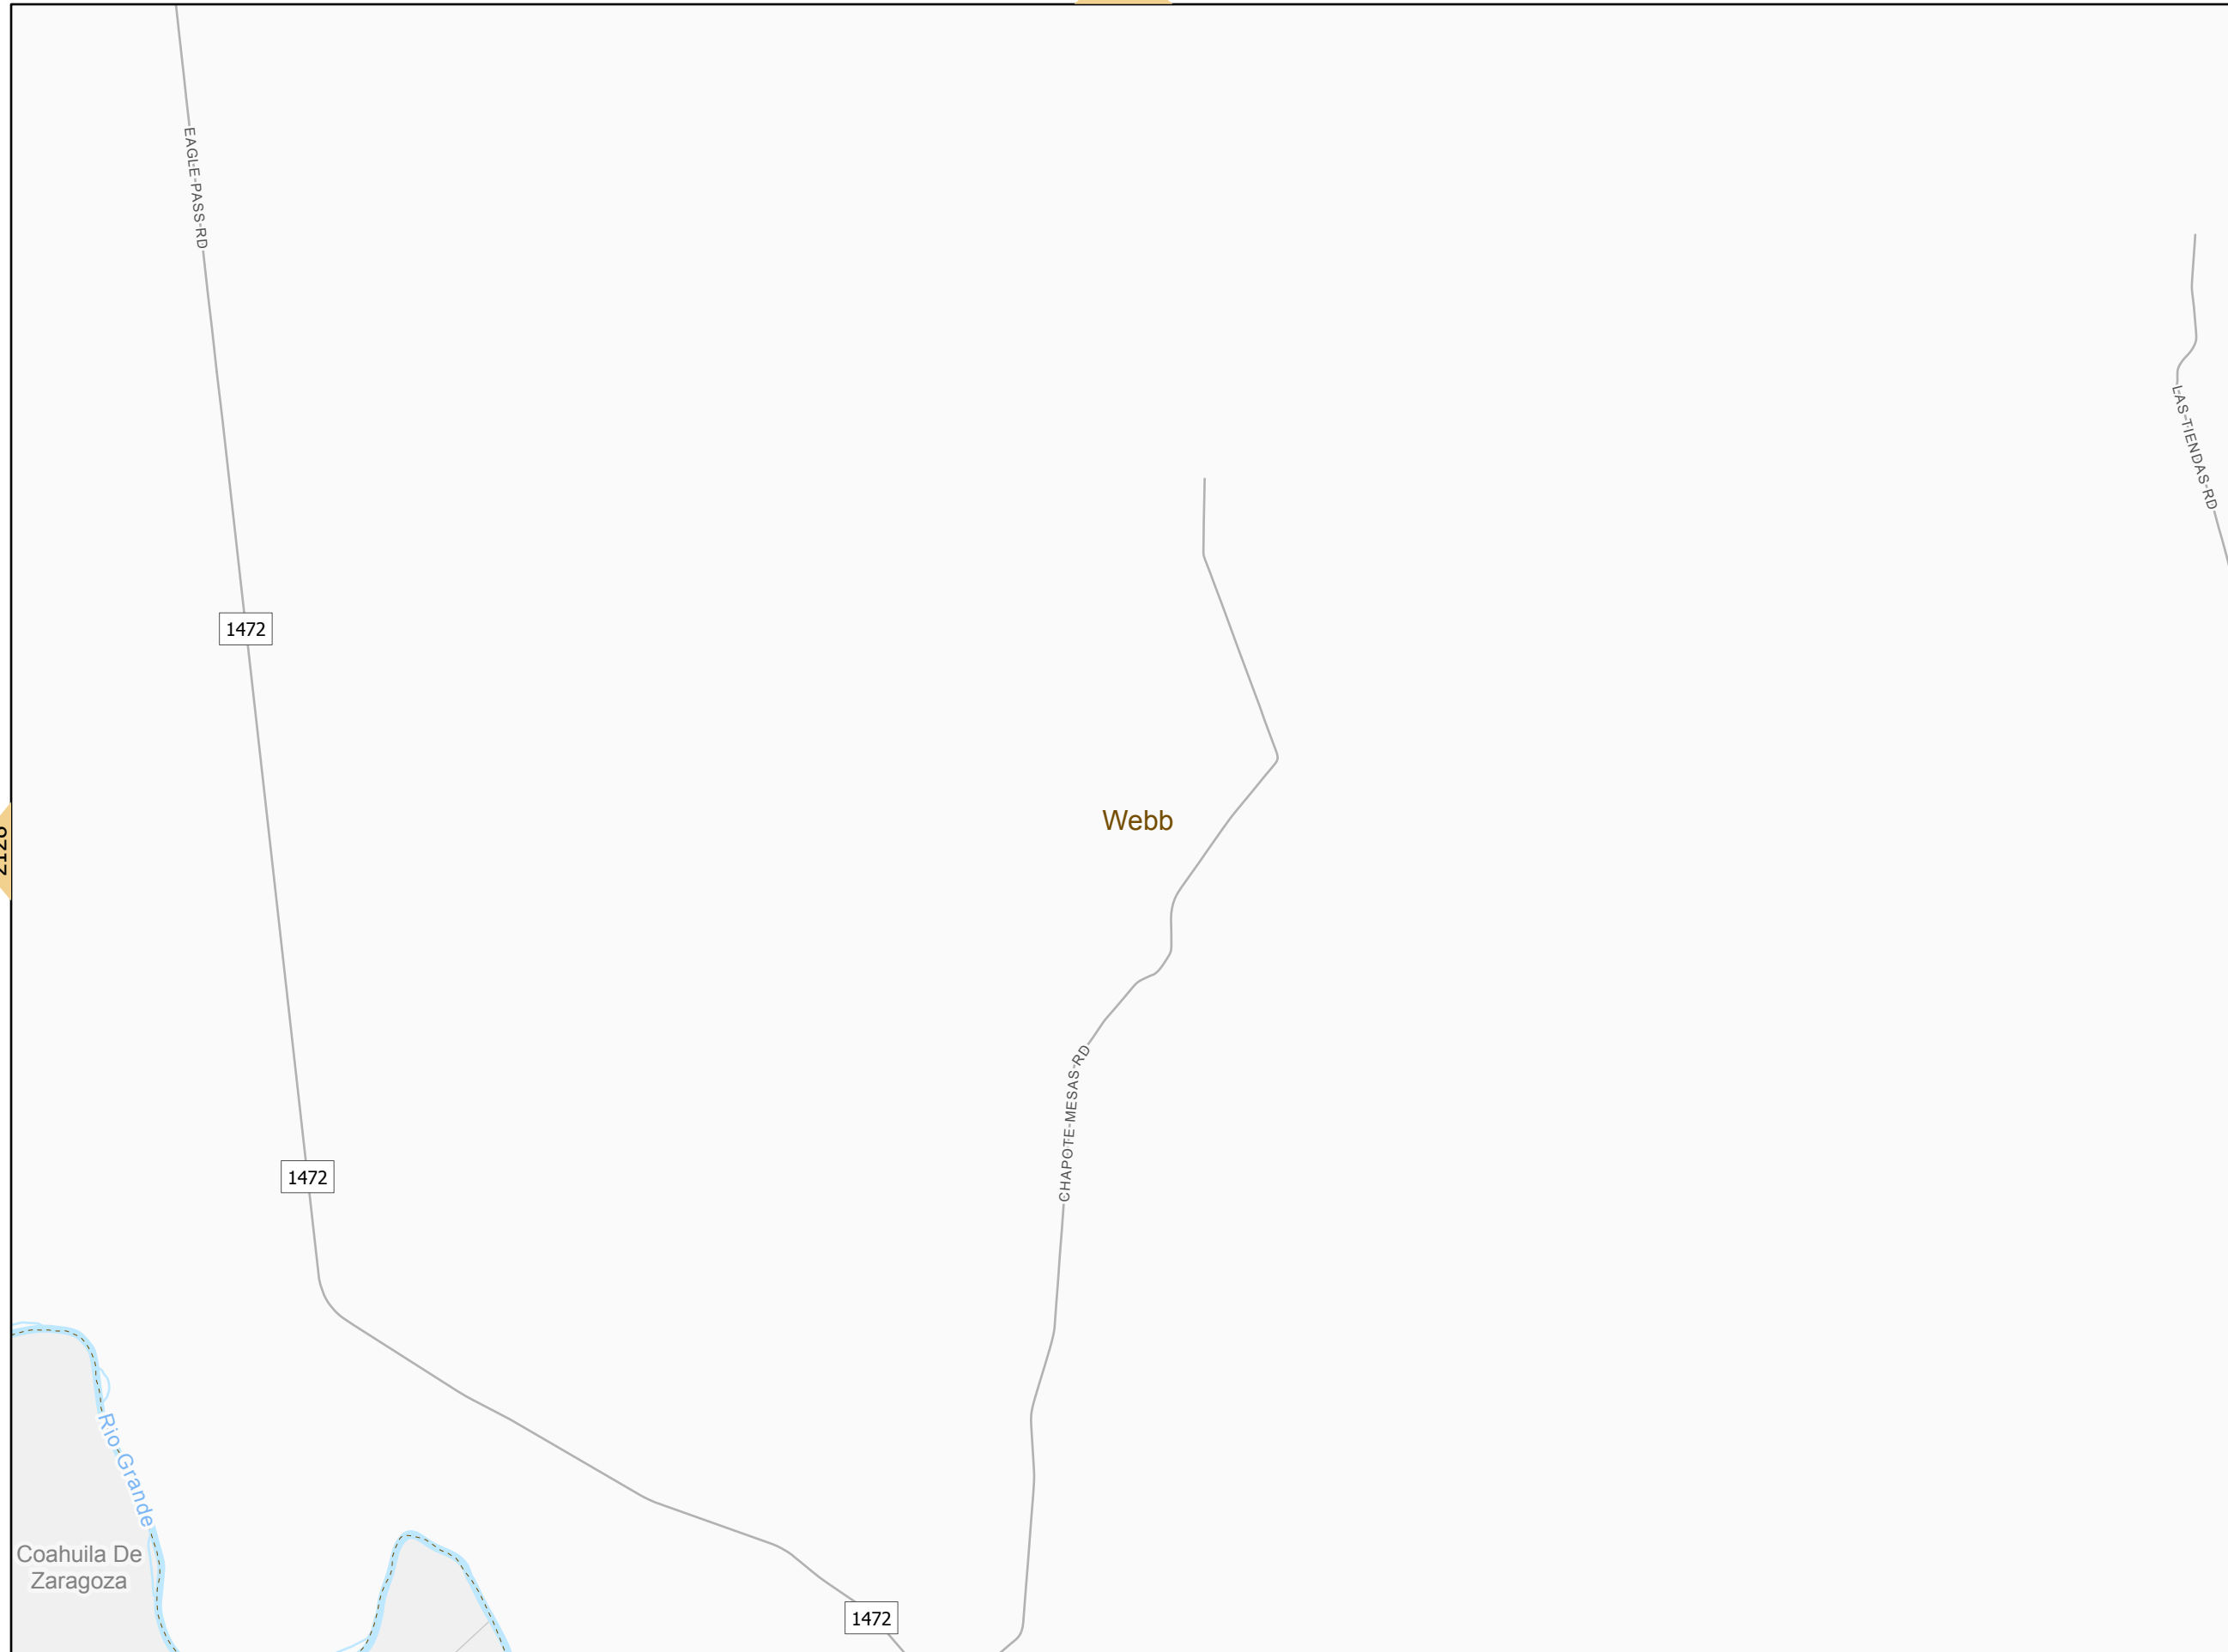 EAGLE PASS RD
LAS TIENDAS RD
1472
Webb
CHAPOTE MESAS RD
1472
Rio Grande
Coahuila De
Zaragoza
1472